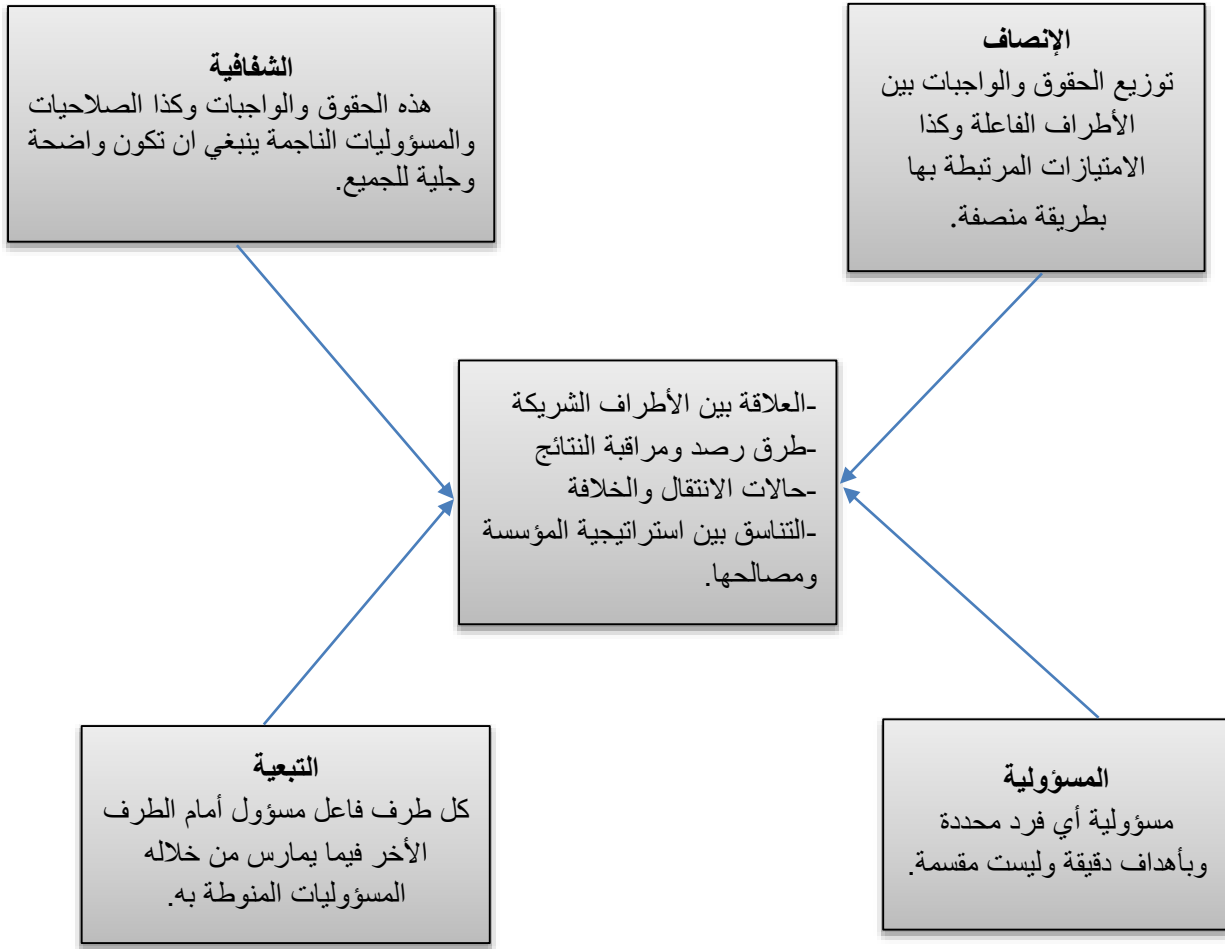 الإنصاف
توزيع الحقوق والواجبات بين
الأطراف الفاعلة وكذا
الامتيازات المرتبطة بها
بطريقة منصفة.
الشفافية
هذه الحقوق والواجبات وكذا الصلاحيات
والمسؤوليات الناجمة ينبغي ان تكون واضحة
وجلية للجميع.
-العلاقة بين الأطراف الشريكة
-طرق رصد ومراقبة النتائج
-حالات الانتقال والخلافة
-التناسق بين استراتيجية المؤسسة
ومصالحها.
المسؤولية
مسؤولية أي فرد محددة
وبأهداف دقيقة وليست مقسمة.
التبعية
كل طرف فاعل مسؤول أمام الطرف
الأخر فيما يمارس من خلاله
المسؤوليات المنوطة به.